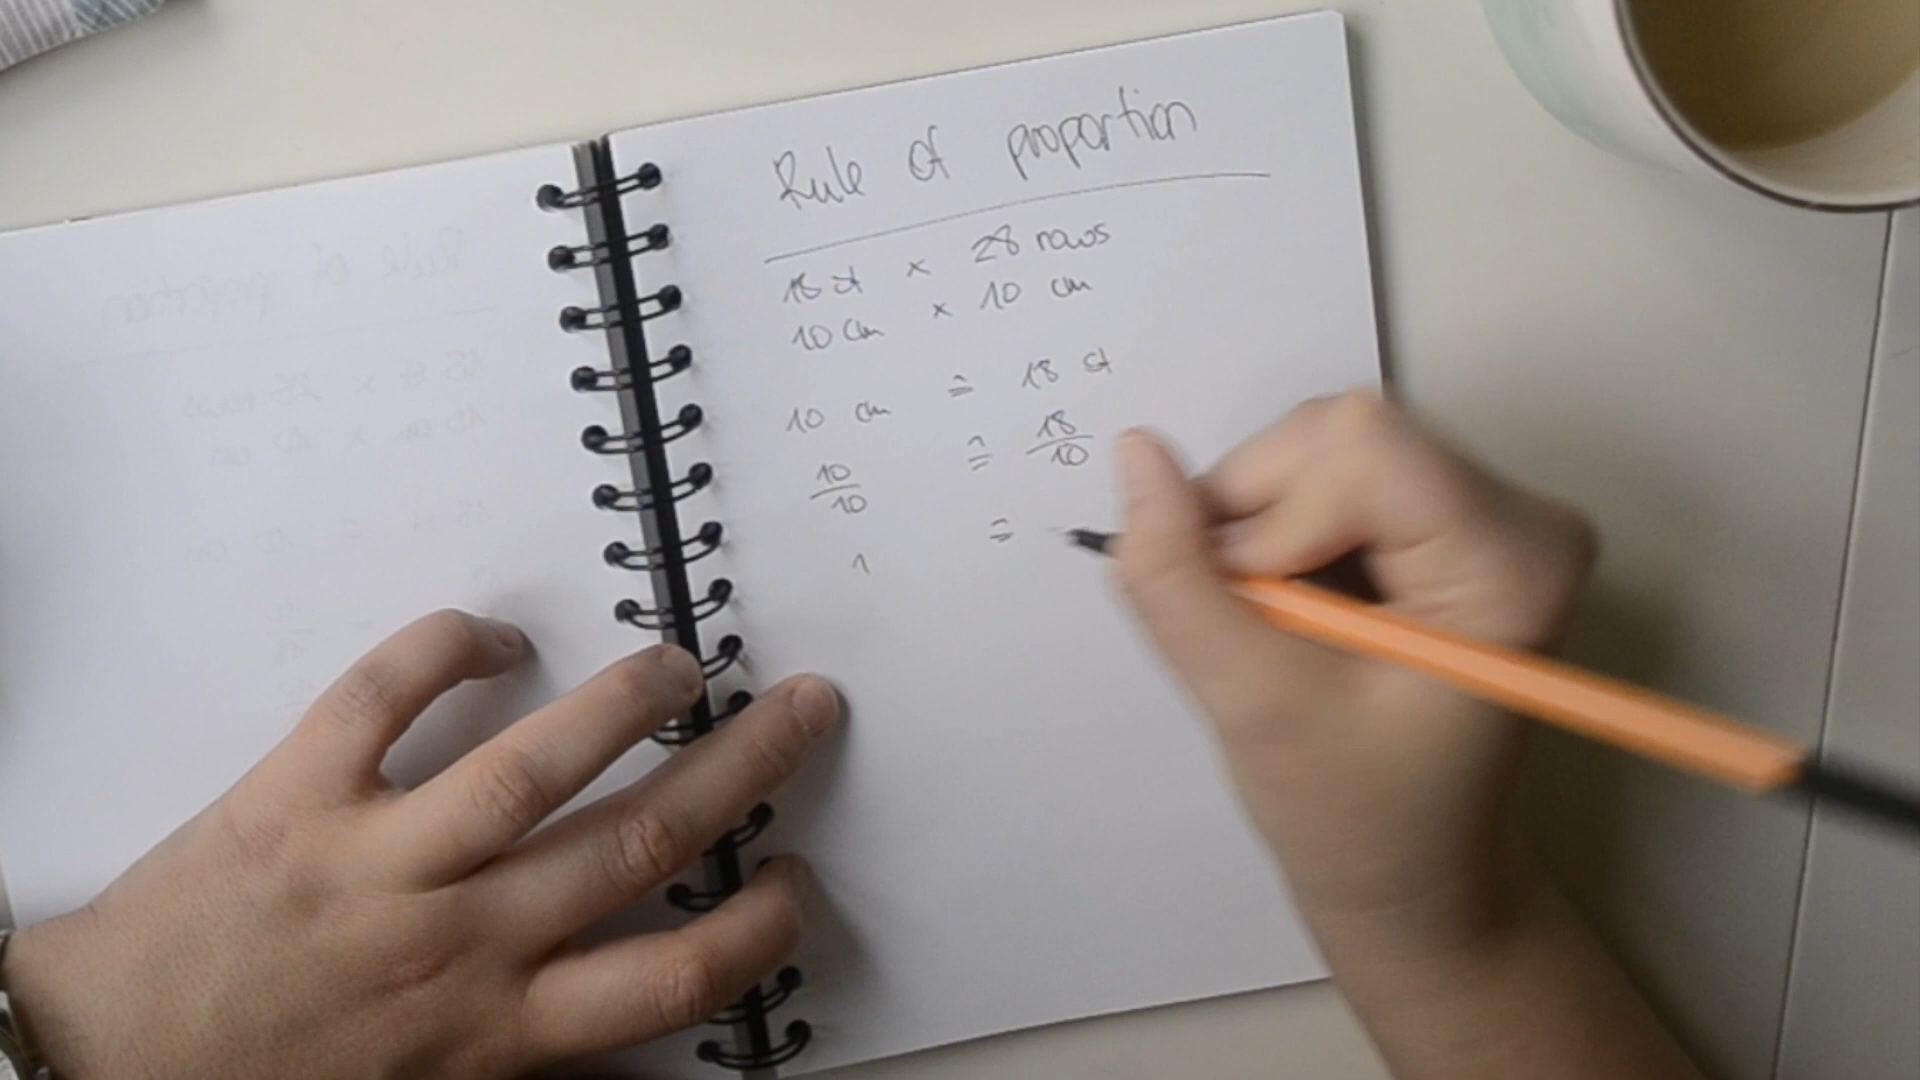 Rule of proportion
18 st × 28 rows
10 cm × 10 cm
10 cm ≙ 18 st
10/10 ≙ 18/10
1 ≙